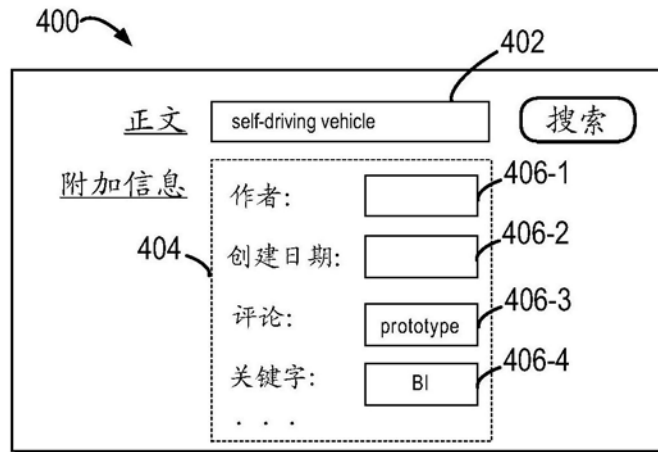 400
402
正文 self-driving vehicle 搜索
附加信息
作者: 406-1
404 创建日期: 406-2
评论: prototype 406-3
关键字: BI 406-4
. . .